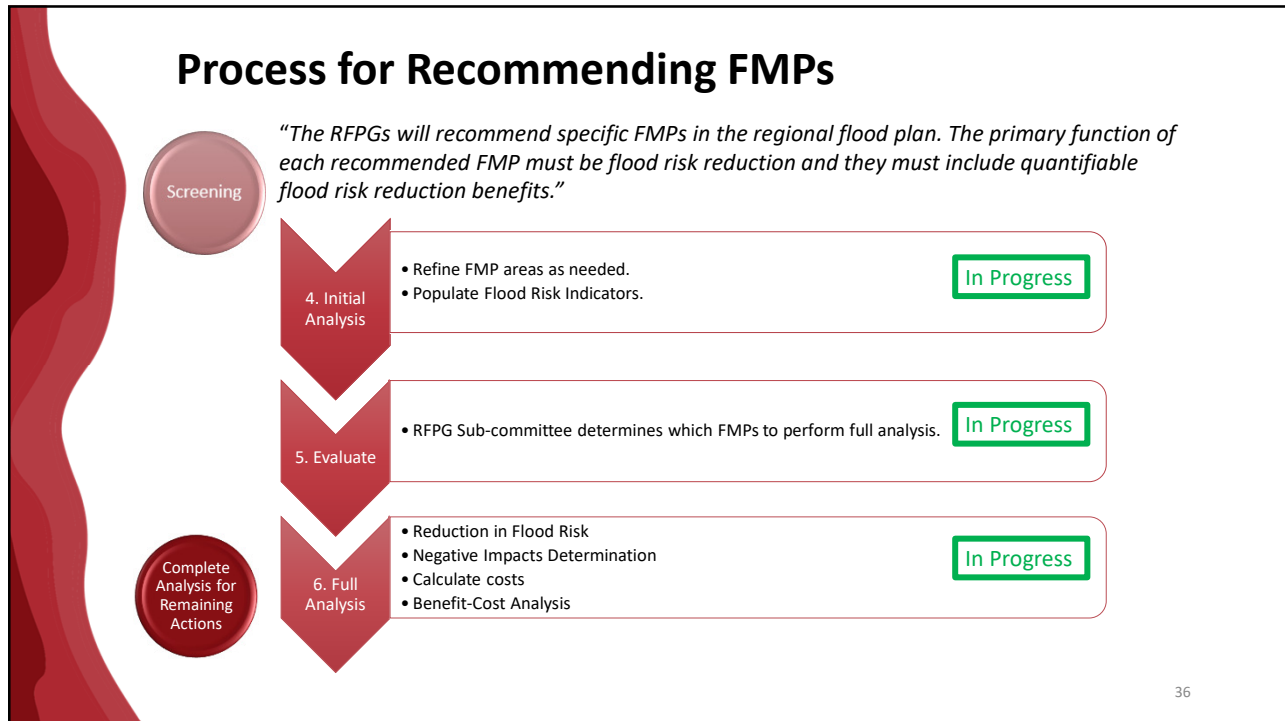 Process for Recommending FMPs
“The RFPGs will recommend specific FMPs in the regional flood plan. The primary function of
each recommended FMP must be flood risk reduction and they must include quantifiable
flood risk reduction benefits.”
Screening
4. Initial
Analysis
• Refine FMP areas as needed.
• Populate Flood Risk Indicators.
In Progress
5. Evaluate
• RFPG Sub-committee determines which FMPs to perform full analysis.
In Progress
Complete
Analysis for
Remaining
Actions
6. Full
Analysis
• Reduction in Flood Risk
• Negative Impacts Determination
• Calculate costs
• Benefit-Cost Analysis
In Progress
36